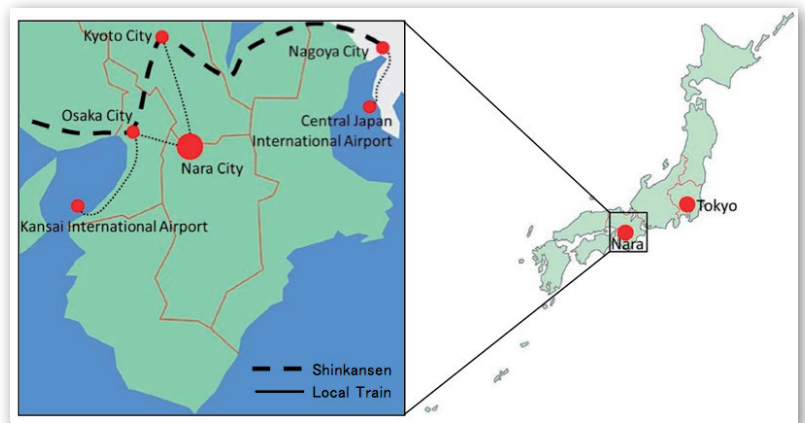 Kyoto City
Nagoya City
Osaka City
Central Japan
International Airport
Nara City
Kansai International Airport
Shinkansen
Local Train
Tokyo
Nara